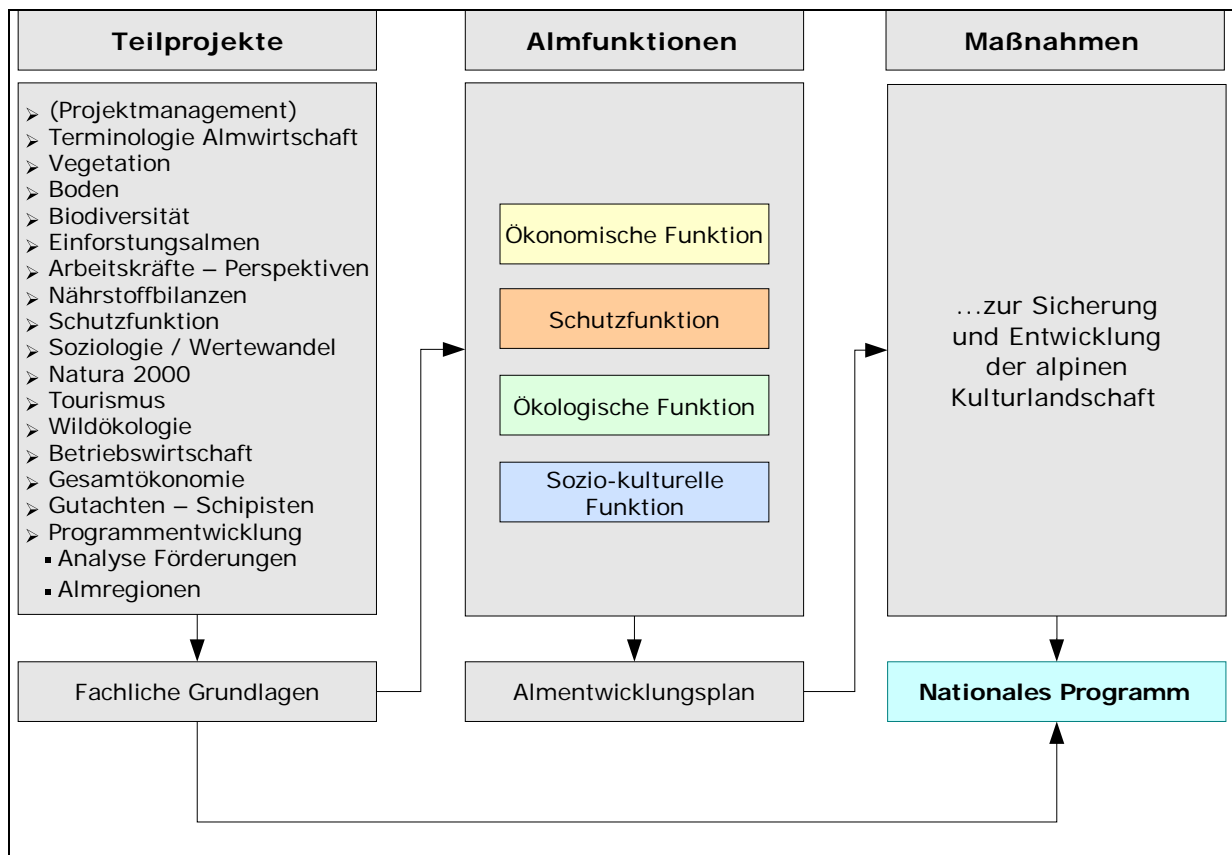 Teilprojekte
(Projektmanagement)
Terminologie Almwirtschaft
Vegetation
Boden
Biodiversität
Einforstungsalmen
Arbeitskräfte – Perspektiven
Nährstoffbilanzen
Schutzfunktion
Soziologie / Wertewandel
Natura 2000
Tourismus
Wildökologie
Betriebswirtschaft
Gesamtökonomie
Gutachten – Schipisten
Programmentwicklung
Analyse Förderungen
Almregionen
Fachliche Grundlagen
Almfunktionen
Ökonomische Funktion
Schutzfunktion
Ökologische Funktion
Sozio-kulturelle
Funktion
Almentwicklungsplan
Maßnahmen
...zur Sicherung
und Entwicklung
der alpinen
Kulturlandschaft
Nationales Programm